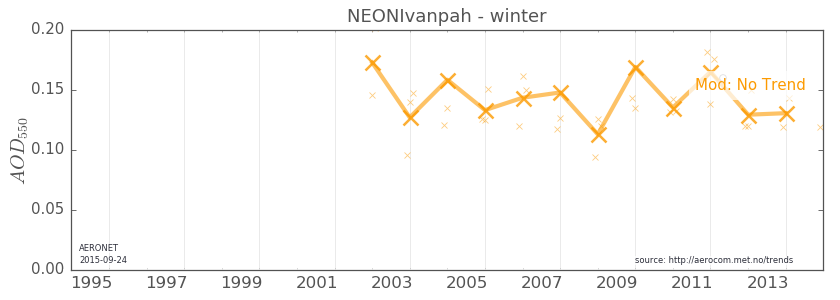 NEONIvanpah - winter
0.20
0.15
0.10
0.05
0.00
AOD550
Mod: No Trend
AERONET
2015-09-24
source: http://aerocom.met.no/trends
1995 1997 1999 2001 2003 2005 2007 2009 2011 2013